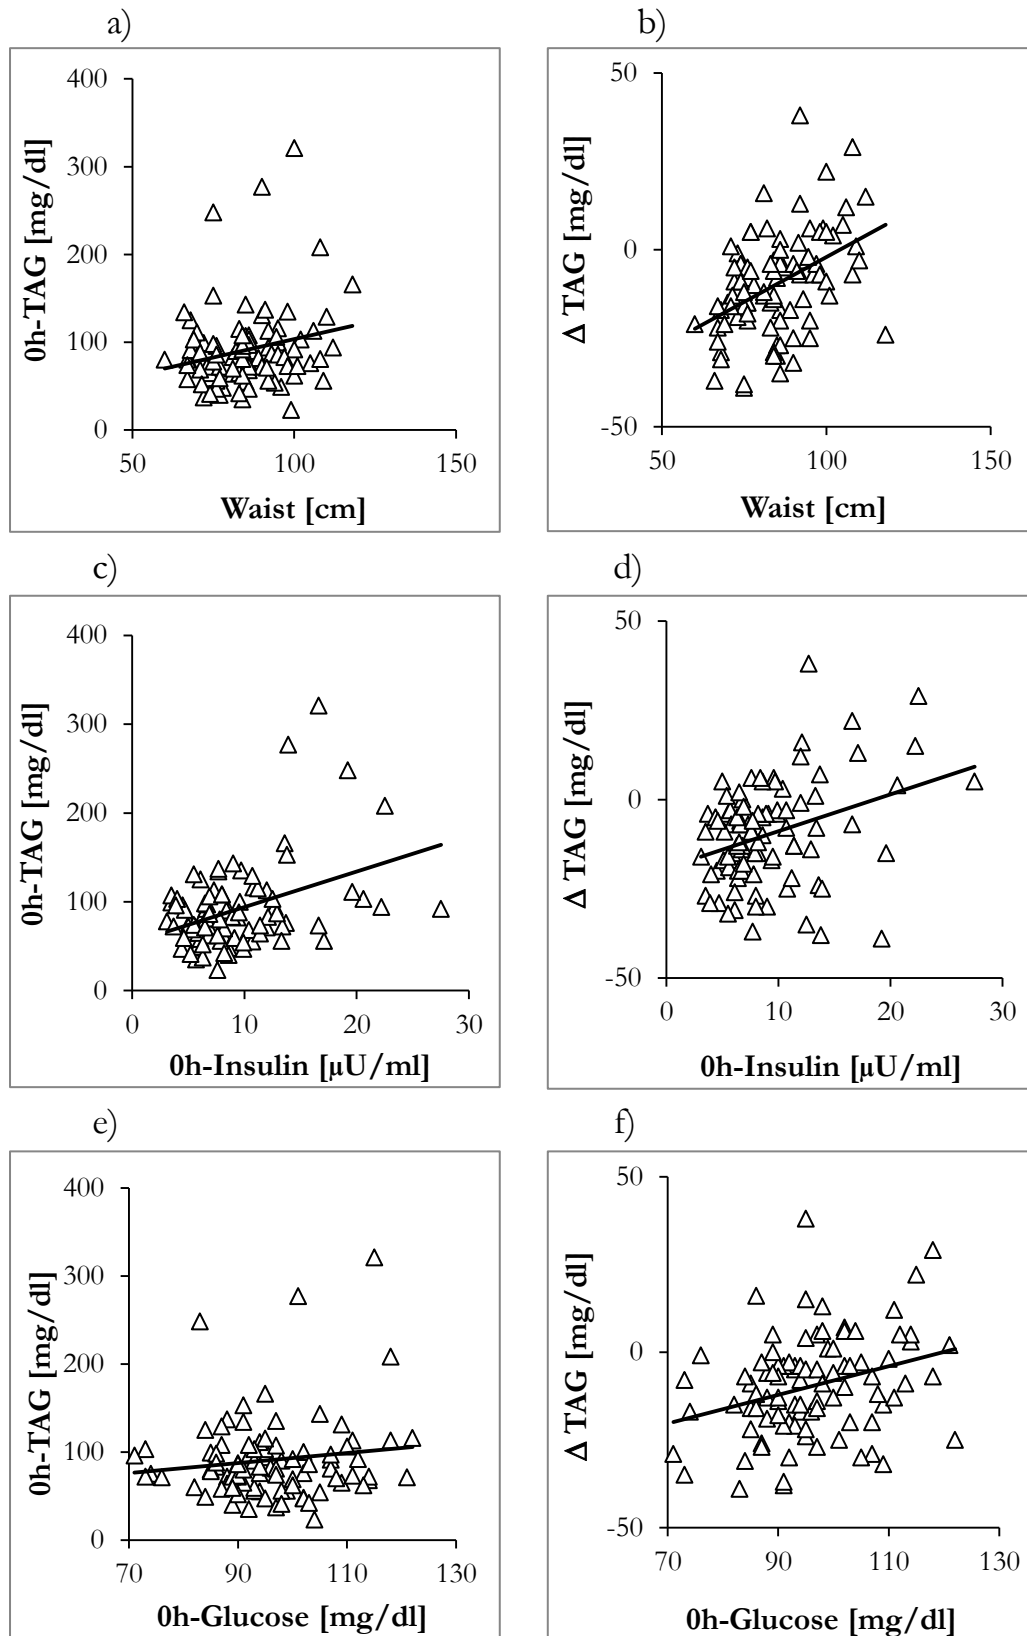 a)
400
300
200
100
0
50
100
150
0h-TAG [mg/dl]
Waist [cm]
b)
50
0
-50
50
100
150
Δ TAG [mg/dl]
Waist [cm]
c)
400
300
200
100
0
0
10
20
30
0h-TAG [mg/dl]
0h-Insulin [µU/ml]
d)
50
0
-50
0
10
20
30
Δ TAG [mg/dl]
0h-Insulin [µU/ml]
e)
400
300
200
100
0
70
90
110
130
0h-TAG [mg/dl]
0h-Glucose [mg/dl]
f)
50
0
-50
70
90
110
130
Δ TAG [mg/dl]
0h-Glucose [mg/dl]